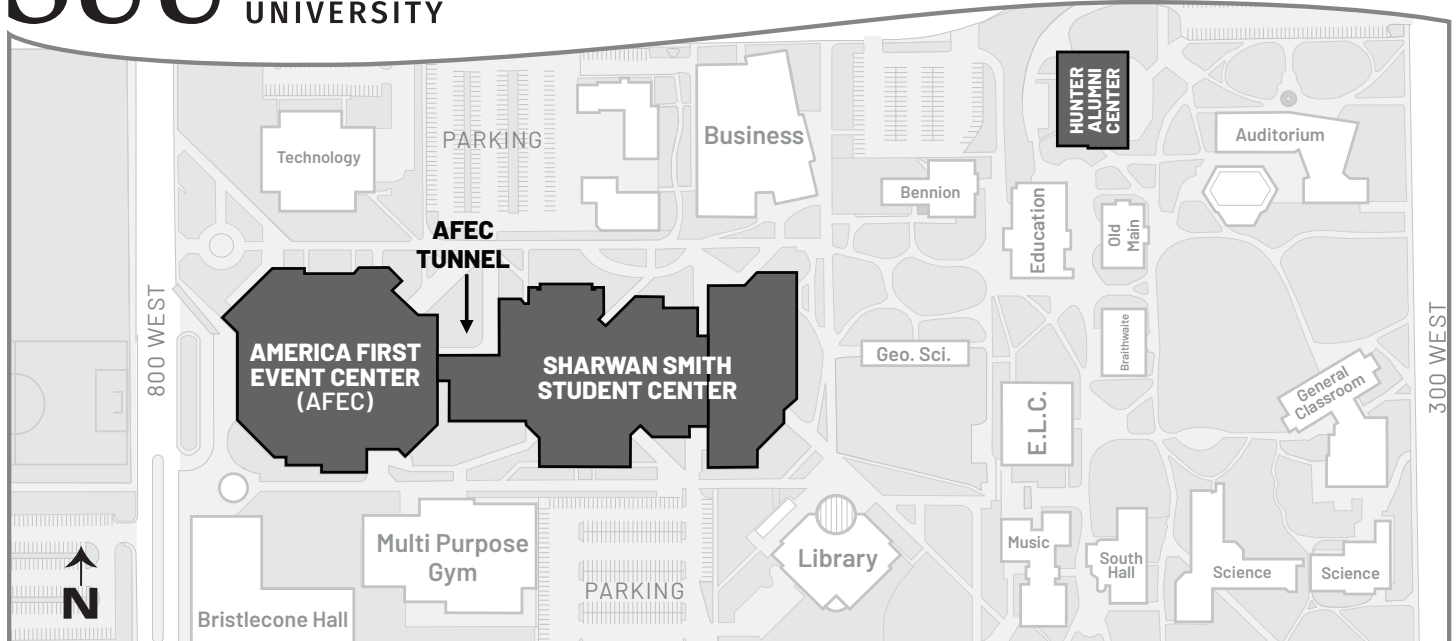 UNIVERSITY
HUNTER
ALUMNI
CENTER
PARKING
Business
Auditorium
Technology
Bennion
Education
Old
Main
AFEC
TUNNEL
800 WEST
300 WEST
AMERICA FIRST
EVENT CENTER
(AFEC)
SHARWAN SMITH
STUDENT CENTER
Geo. Sci.
Braithwaite
General
Classroom
E.L.C.
Multi Purpose
Gym
Library
Music
South
Hall
Science
Science
PARKING
Bristlecone Hall
N